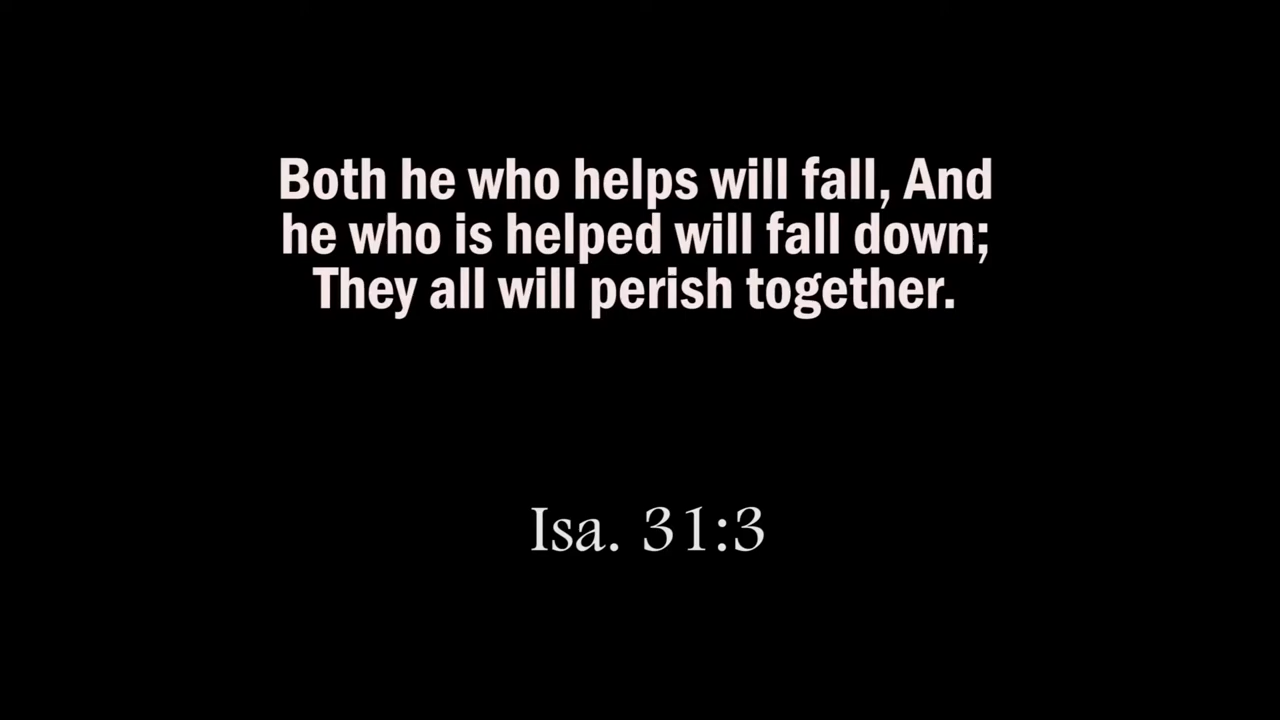 Both he who helps will fall, And
he who is helped will fall down;
They all will perish together.
Isa. 31:3